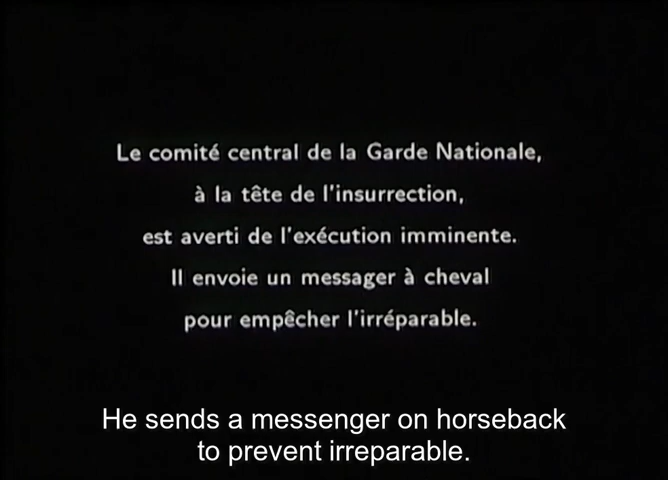 Le comité central de la Garde Nationale,
à la tête de l'insurrection,
est averti de l'exécution imminente.
Il envoie un messager à cheval
pour empêcher l'irréparable.
He sends a messenger on horseback
to prevent irreparable.